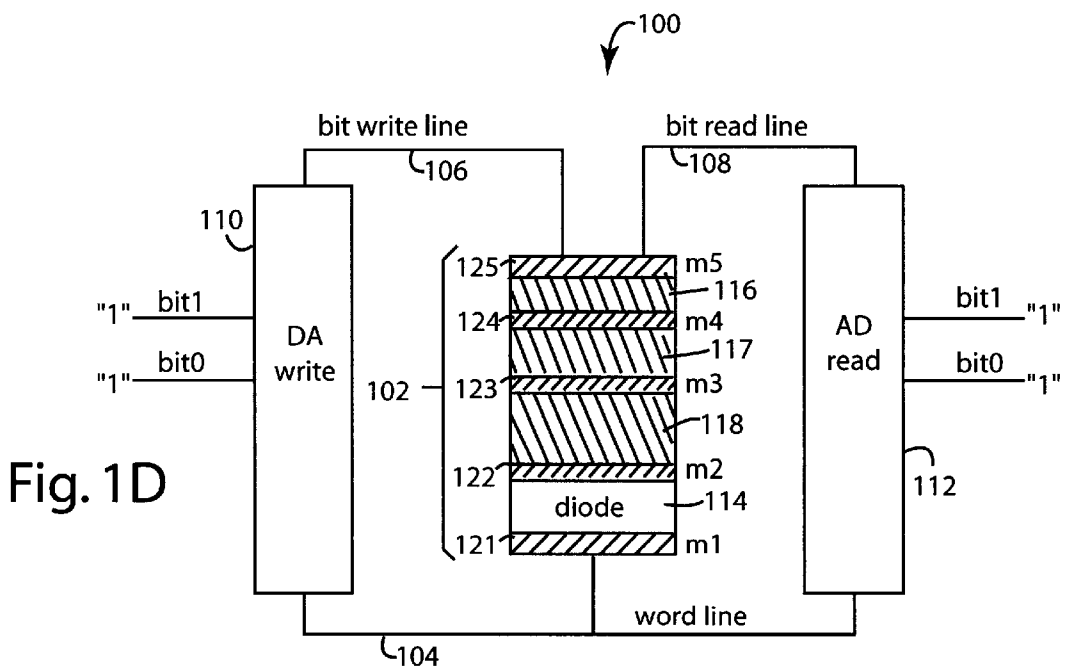 100
bit write line
bit read line
106
108
110
125
m5
116
"1"
bit1
124
m4
bit1
"1"
DA
write
117
AD
read
"1"
bit0
102
123
m3
bit0
"1"
118
Fig. 1D
122
m2
112
diode
114
121
m1
word line
104